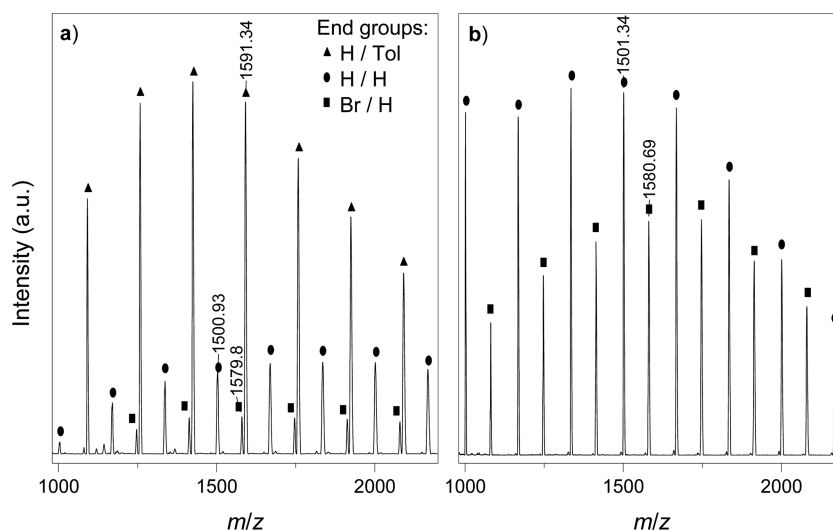 a)
End groups:
▲ H / Tol
● H / H
■ Br / H
1591.34
1500.93
1579.8
b)
1501.34
1580.69
Intensity (a.u.)
1000 1500 2000
m/z
1000 1500 2000
m/z